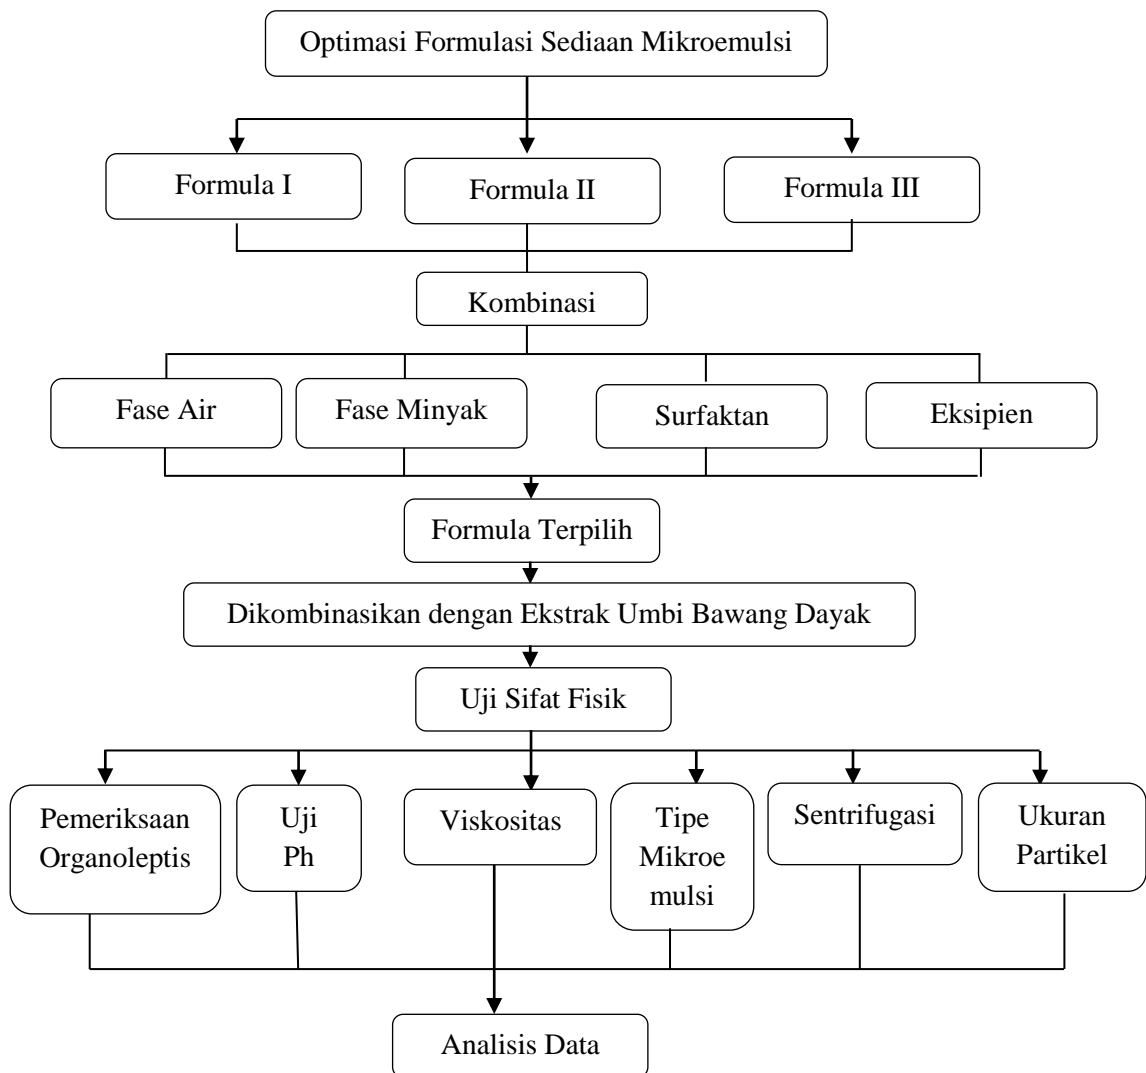 Optimasi Formulasi Sediaan Mikroemulsi
Formula I
Formula II
Formula III
Kombinasi
Fase Air
Fase Minyak
Surfaktan
Eksipien
Formula Terpilih
Dikombinasikan dengan Ekstrak Umbi Bawang Dayak
Uji Sifat Fisik
Pemeriksaan
Organoleptis
Uji
Ph
Viskositas
Tipe
Mikroe
mulsi
Sentrifugasi
Ukuran
Partikel
Analisis Data